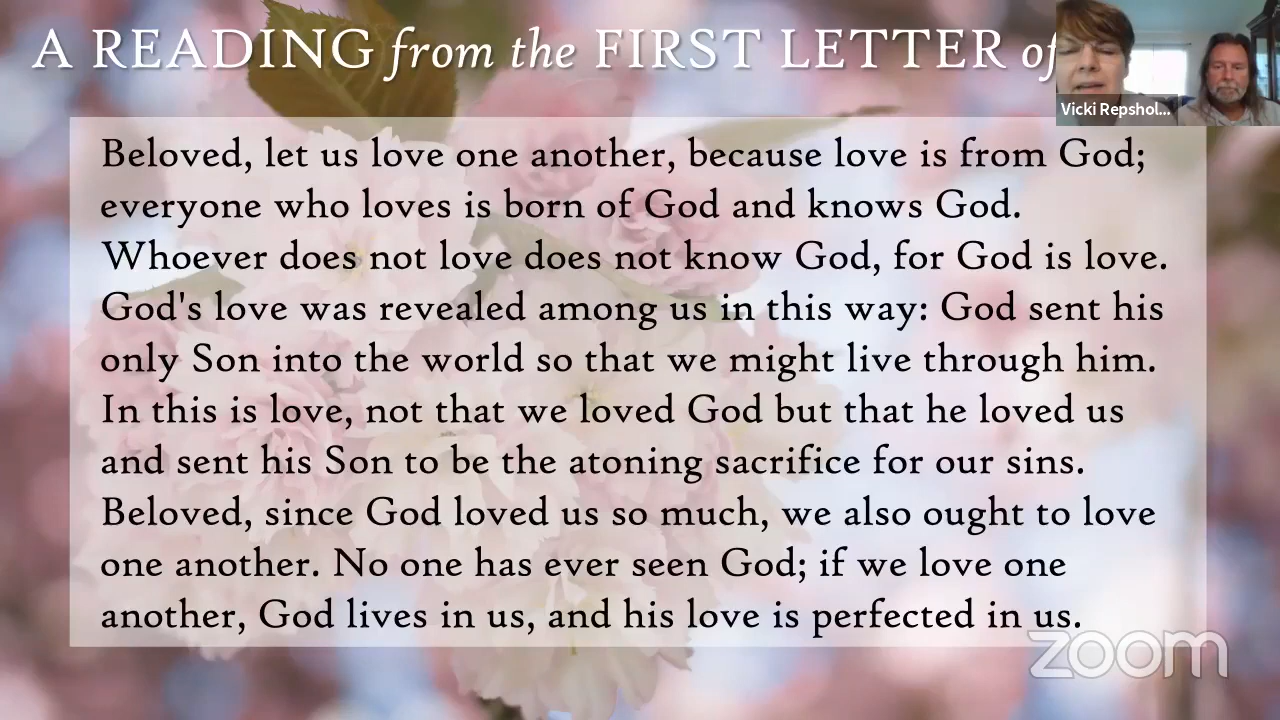 A READING from the FIRST LETTER of
Vicki Repshol...
Beloved, let us love one another, because love is from God;
everyone who loves is born of God and knows God.
Whoever does not love does not know God, for God is love.
God's love was revealed among us in this way: God sent his
only Son into the world so that we might live through him.
In this is love, not that we loved God but that he loved us
and sent his Son to be the atoning sacrifice for our sins.
Beloved, since God loved us so much, we also ought to love
one another. No one has ever seen God; if we love one
another, God lives in us, and his love is perfected in us.
zoom